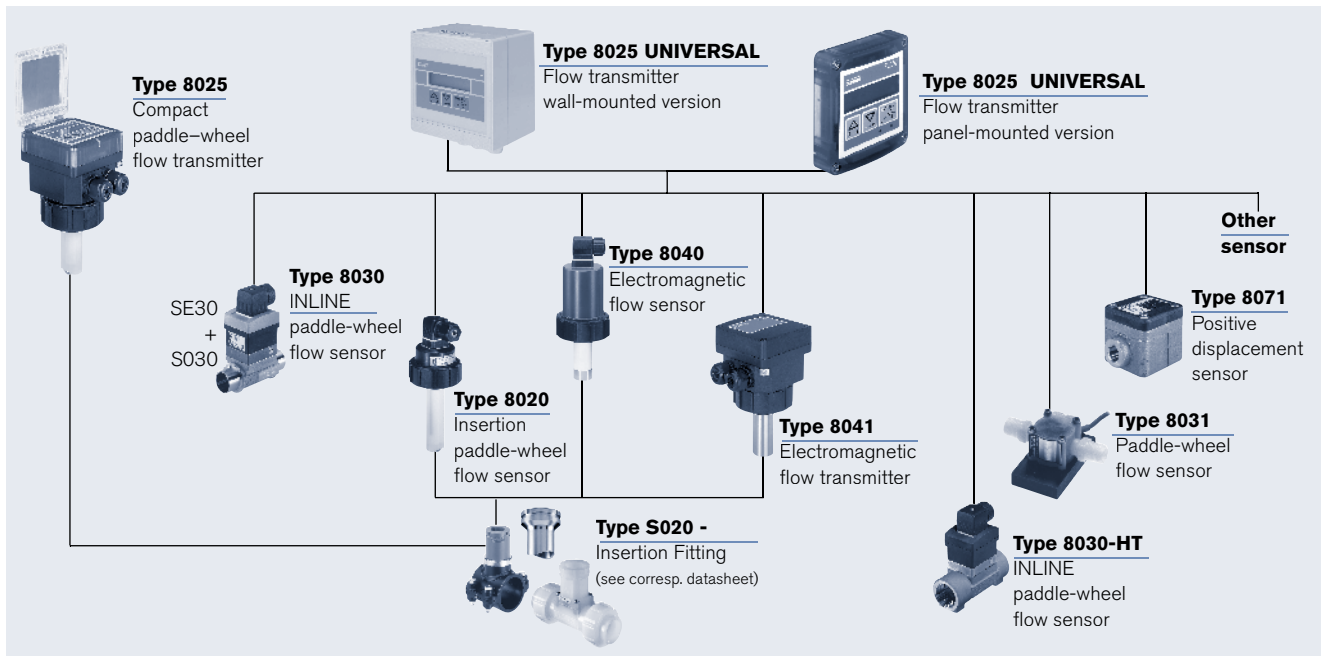 Type 8025
Compact
paddle–wheel
flow transmitter
Type 8025 UNIVERSAL
Flow transmitter
wall-mounted version
Type 8025 UNIVERSAL
Flow transmitter
panel-mounted version
Other
sensor
SE30
+
S030
Type 8030
INLINE
paddle-wheel
flow sensor
Type 8020
Insertion
paddle-wheel
flow sensor
Type 8040
Electromagnetic
flow sensor
Type 8041
Electromagnetic
flow transmitter
Type 8071
Positive
displacement
sensor
Type 8031
Paddle-wheel
flow sensor
Type 8030-HT
INLINE
paddle-wheel
flow sensor
Type S020 -
Insertion Fitting
(see corresp. datasheet)